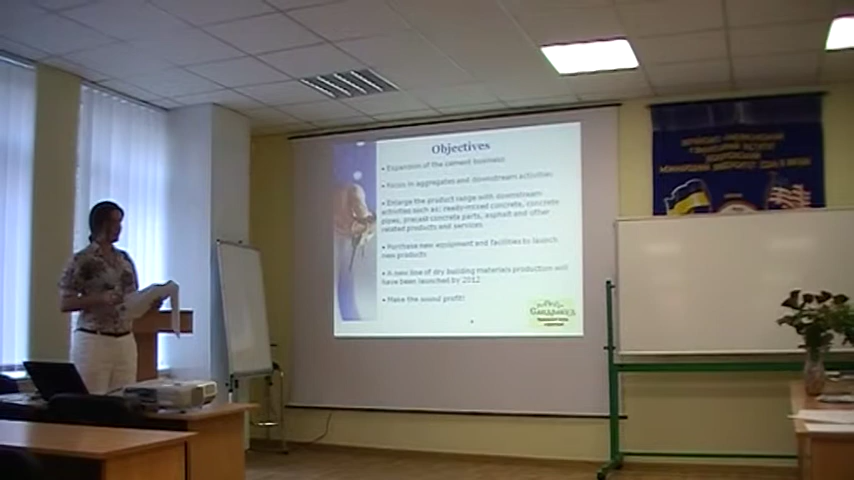 Objectives
• Expansion of the cement business
• Focus in aggregates and downstream activities
• Enlarge the product range with downstream
activities such as: ready-mixed concrete, concrete
pipes, precast concrete parts, asphalt and other
related products and services
• Purchase new equipment and facilities to launch
new products
• A new line of dry building materials production will
have been launched by 2012
• Make the sound profit!